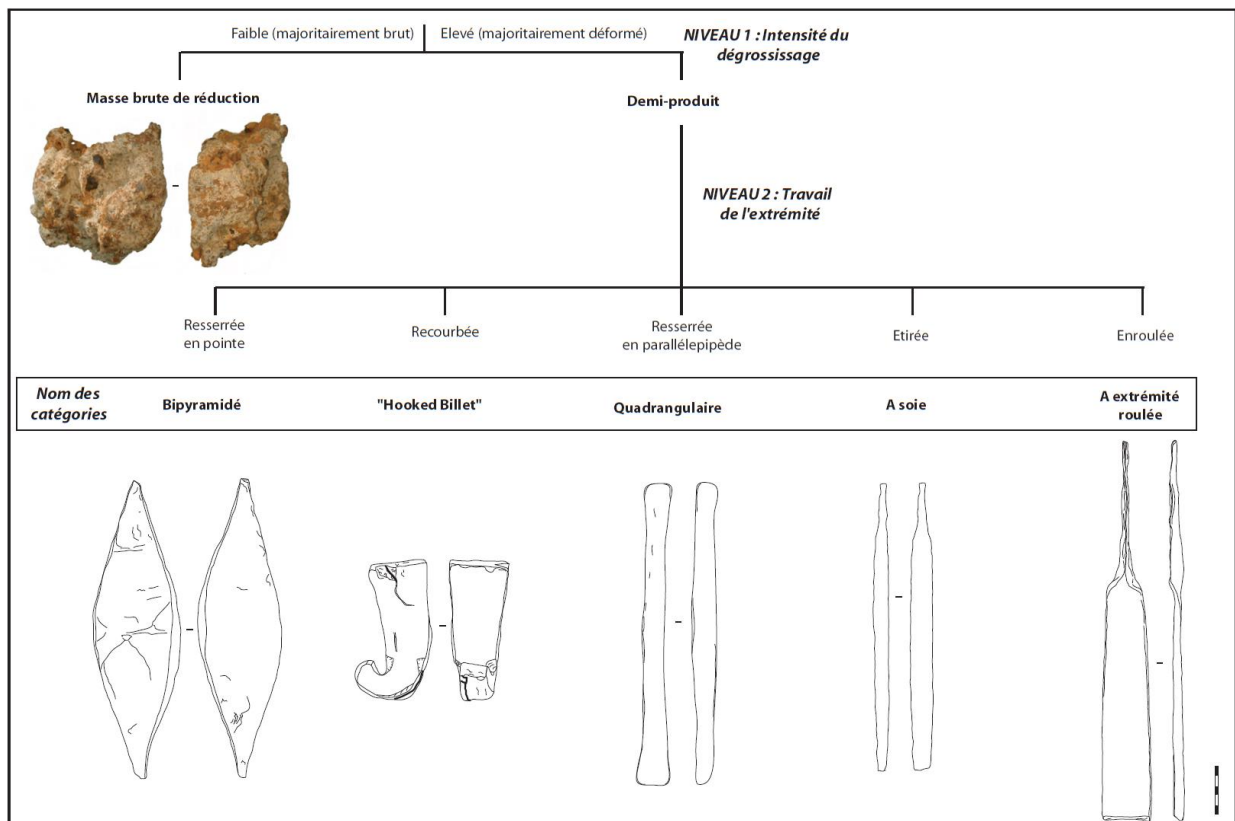 Faible (majoritairement brut)
Elevé (majoritairement déformé)
NIVEAU 1 : Intensité du
dégrossissage
Masse brute de réduction
Demi-produit
NIVEAU 2 : Travail
de l'extrémité
Resserrée
en pointe
Recourbée
Resserrée
en parallélepipède
Etirée
Enroulée
Nom des
catégories
Bipyramidé
"Hooked Billet"
Quadrangulaire
A soie
A extrémité
roulée